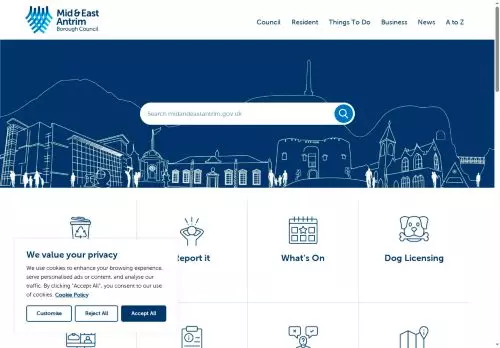 Mid & East
Antrim
Borough Council
Council Resident Things To Do Business News A to Z
Search midandeastantrim.gov.uk
Report it
What's On
Dog Licensing
We value your privacy
We use cookies to enhance your browsing experience,
serve personalised ads or content, and analyse our
traffic. By clicking "Accept All", you consent to our use
of cookies. Cookie Policy
Customise Reject All Accept All